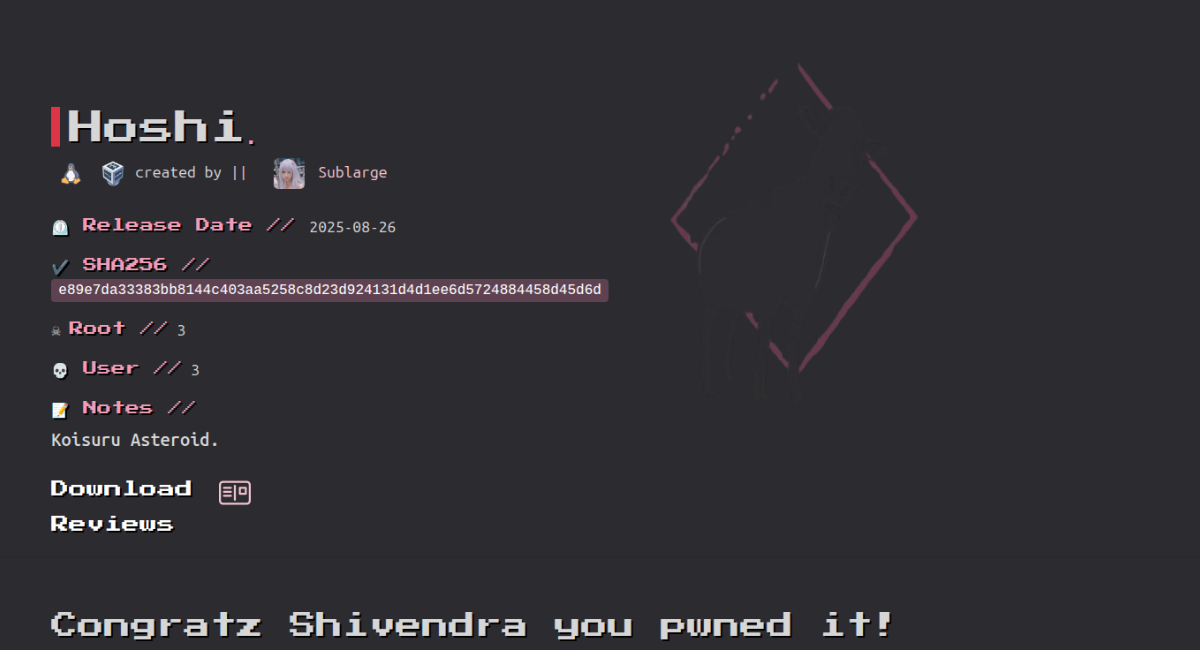 Hoshi.
created by || Sublarge
Release Date // 2025-08-26
SHA256 //
e89e7da33383bb8144c403aa5258c8d23d924131d4d1ee6d5724884458d45d6d
Root // 3
User // 3
Notes //
Koisuru Asteroid.
Download
Reviews
Congratz Shivendra you pwned it!